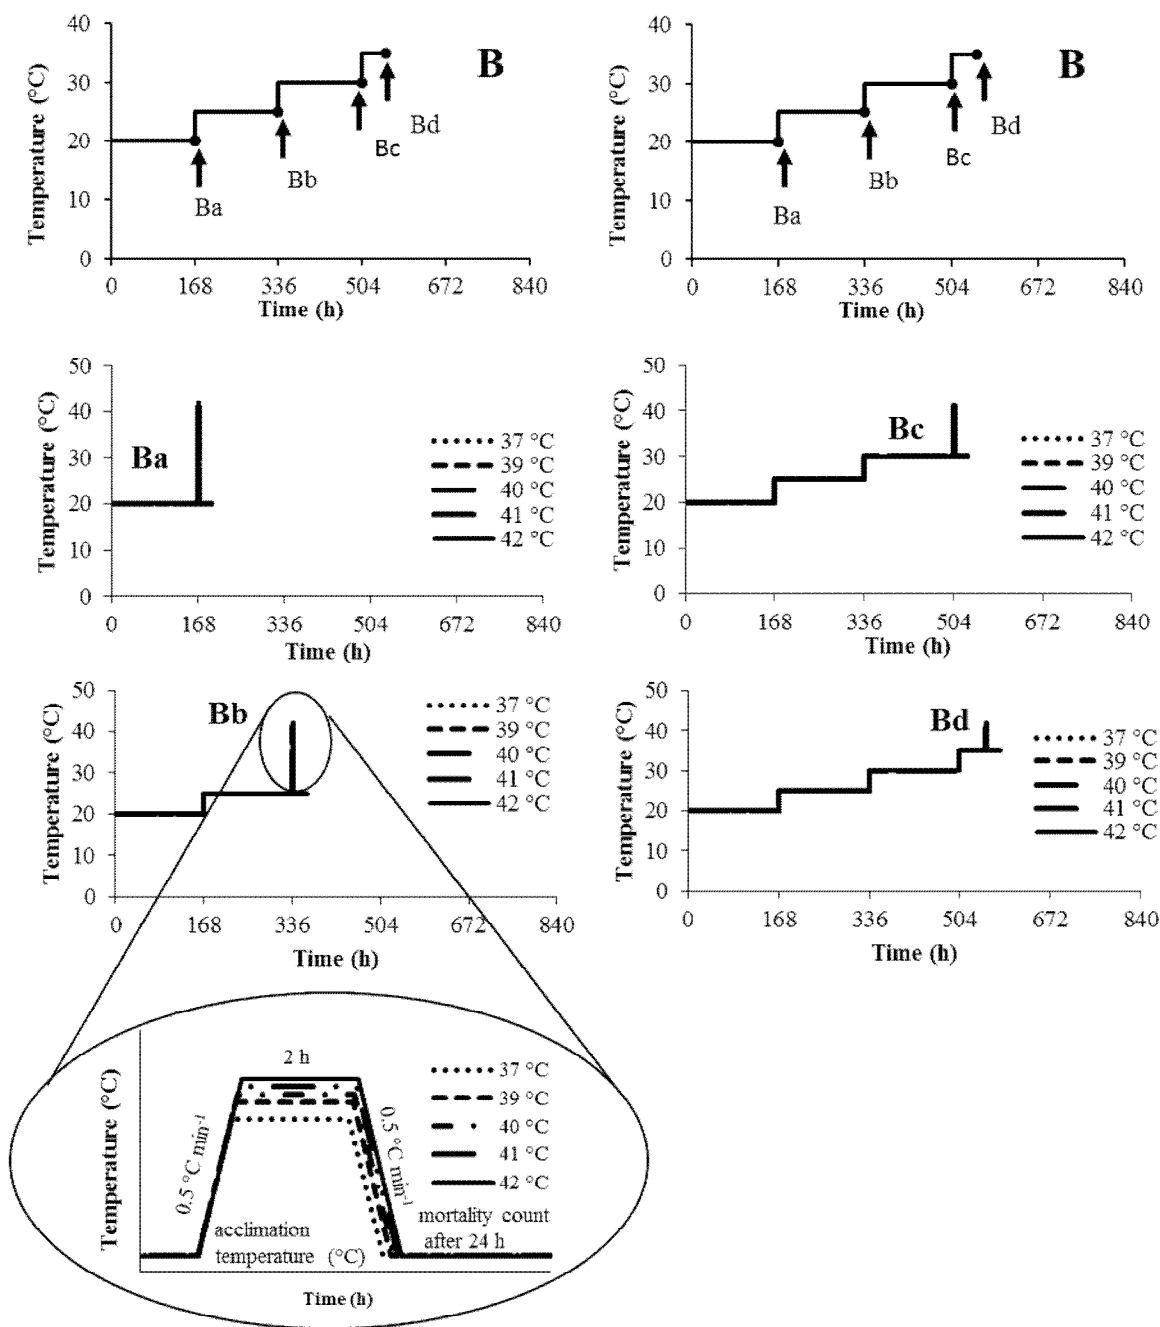 40
30
20
10
0
Temperature (°C)
B
Ba
Bb
Bc
Bd
0 168 336 504 672 840
Time (h)
40
30
20
10
0
Temperature (°C)
B
Ba
Bb
Bc
Bd
0 168 336 504 672 840
Time (h)
50
40
30
20
10
0
Temperature (°C)
Ba
37 °C
39 °C
40 °C
41 °C
42 °C
0 168 336 504 672 840
Time (h)
50
40
30
20
10
0
Temperature (°C)
Bc
37 °C
39 °C
40 °C
41 °C
42 °C
0 168 336 504 672 840
Time (h)
50
40
30
20
10
0
Temperature (°C)
Bb
37 °C
39 °C
40 °C
41 °C
42 °C
0 168 336 504 672 840
Time (h)
50
40
30
20
10
0
Temperature (°C)
Bd
37 °C
39 °C
40 °C
41 °C
42 °C
0 168 336 504 672 840
Time (h)
Temperature (°C)
2 h
0.5 °C min⁻¹
0.5 °C min⁻¹
37 °C
39 °C
40 °C
41 °C
42 °C
acclimation
temperature (°C)
mortality count
after 24 h
Time (h)